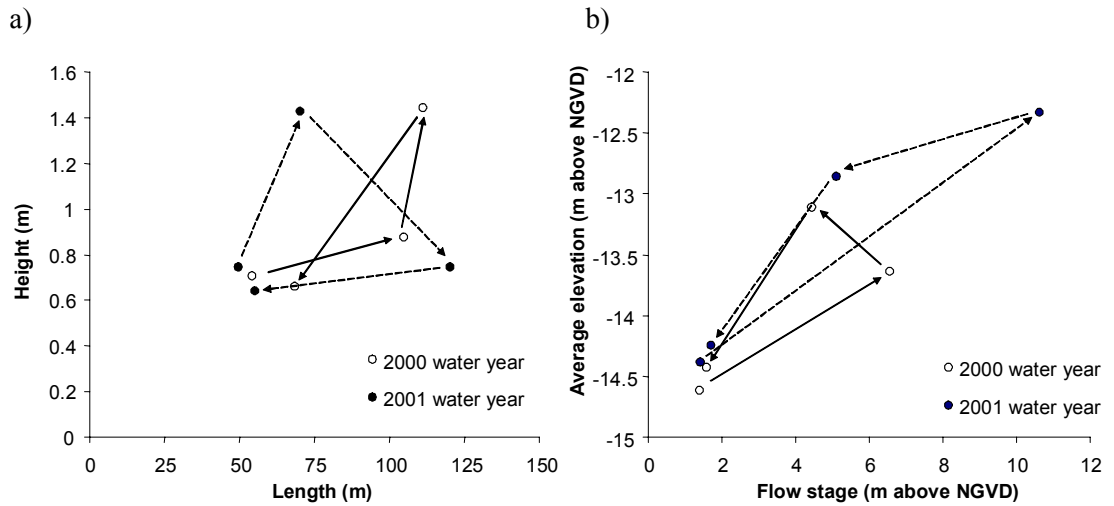 a)
Height (m)
1.6
1.4
1.2
1
0.8
0.6
0.4
0.2
0
0 25 50 75 100 125 150
Length (m)
2000 water year
2001 water year
b)
Average elevation (m above NGVD)
-12
-12.5
-13
-13.5
-14
-14.5
-15
0 2 4 6 8 10 12
Flow stage (m above NGVD)
2000 water year
2001 water year